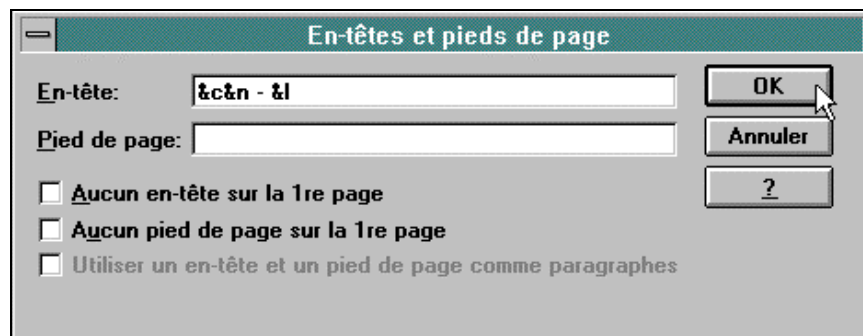 En-têtes et pieds de page
En-tête: &c&n - &l
OK
Pied de page:
Annuler
Aucun en-tête sur la 1re page
?
Aucun pied de page sur la 1re page
Utiliser un en-tête et un pied de page comme paragraphes